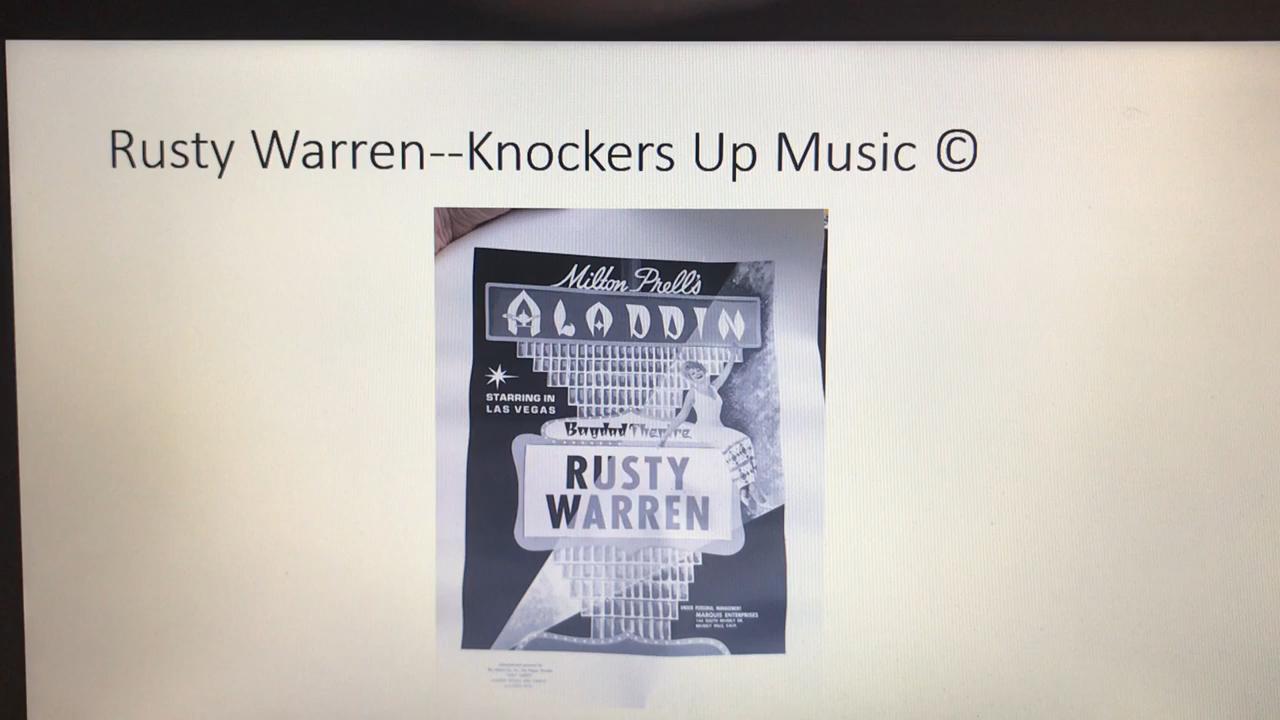 Rusty Warren--Knockers Up Music ©
Milton Prell's
ALADDIN
STARRING IN
LAS VEGAS
Bagdad Theatre
RUSTY
WARREN
UNDER PERSONAL MANAGEMENT
MARQUIS ENTERPRISES